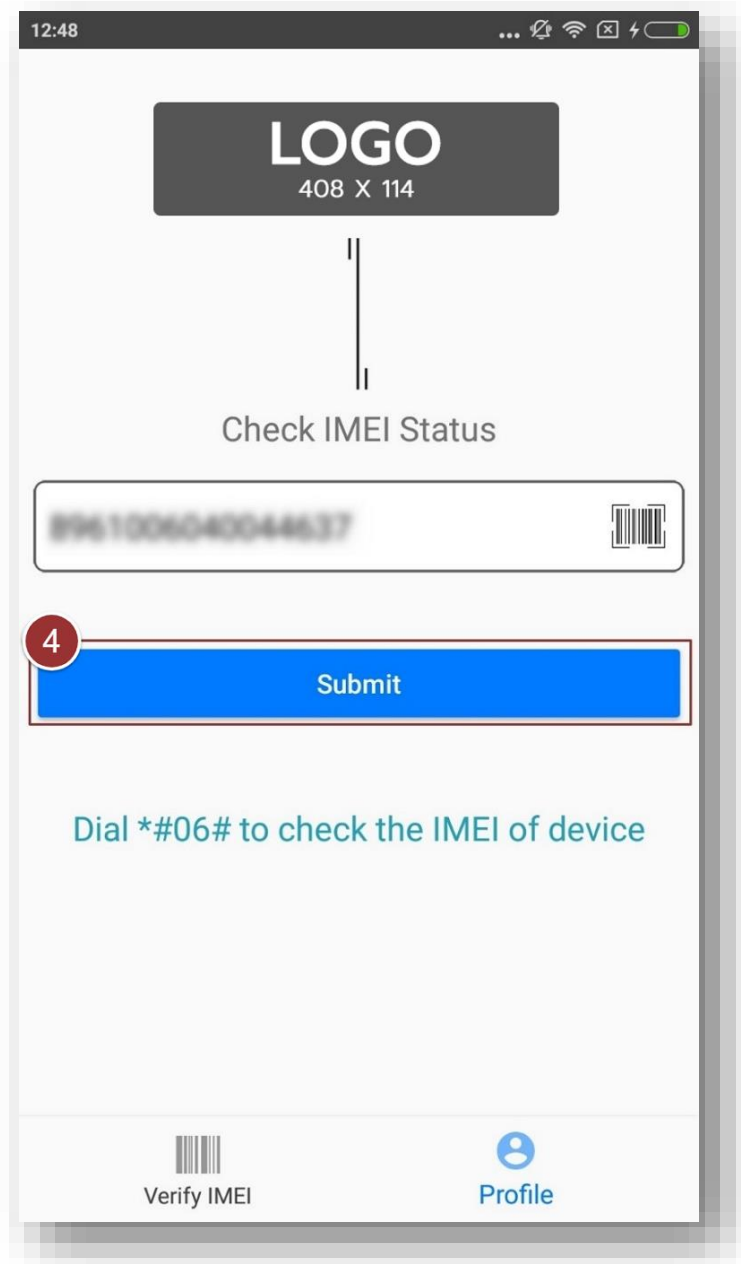 12:48
LOGO
408 X 114
Check IMEI Status
4
Submit
Dial *#06# to check the IMEI of device
Verify IMEI
Profile